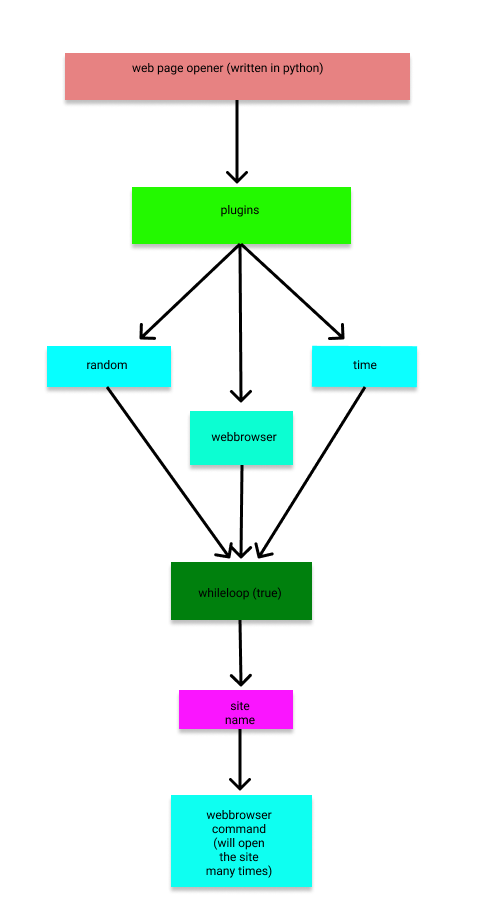 web page opener (written in python)
plugins
random
time
webbrowser
whileloop (true)
site
name
webbrowser
command
(will open
the site
many times)